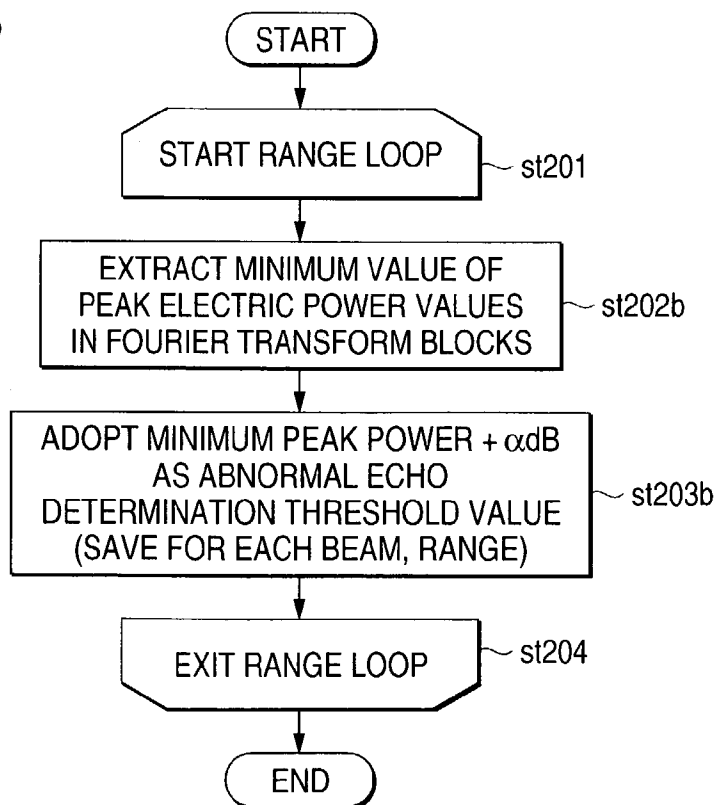 START
START RANGE LOOP
st201
EXTRACT MINIMUM VALUE OF
PEAK ELECTRIC POWER VALUES
IN FOURIER TRANSFORM BLOCKS
st202b
ADOPT MINIMUM PEAK POWER + αdB
AS ABNORMAL ECHO
DETERMINATION THRESHOLD VALUE
(SAVE FOR EACH BEAM, RANGE)
st203b
EXIT RANGE LOOP
st204
END